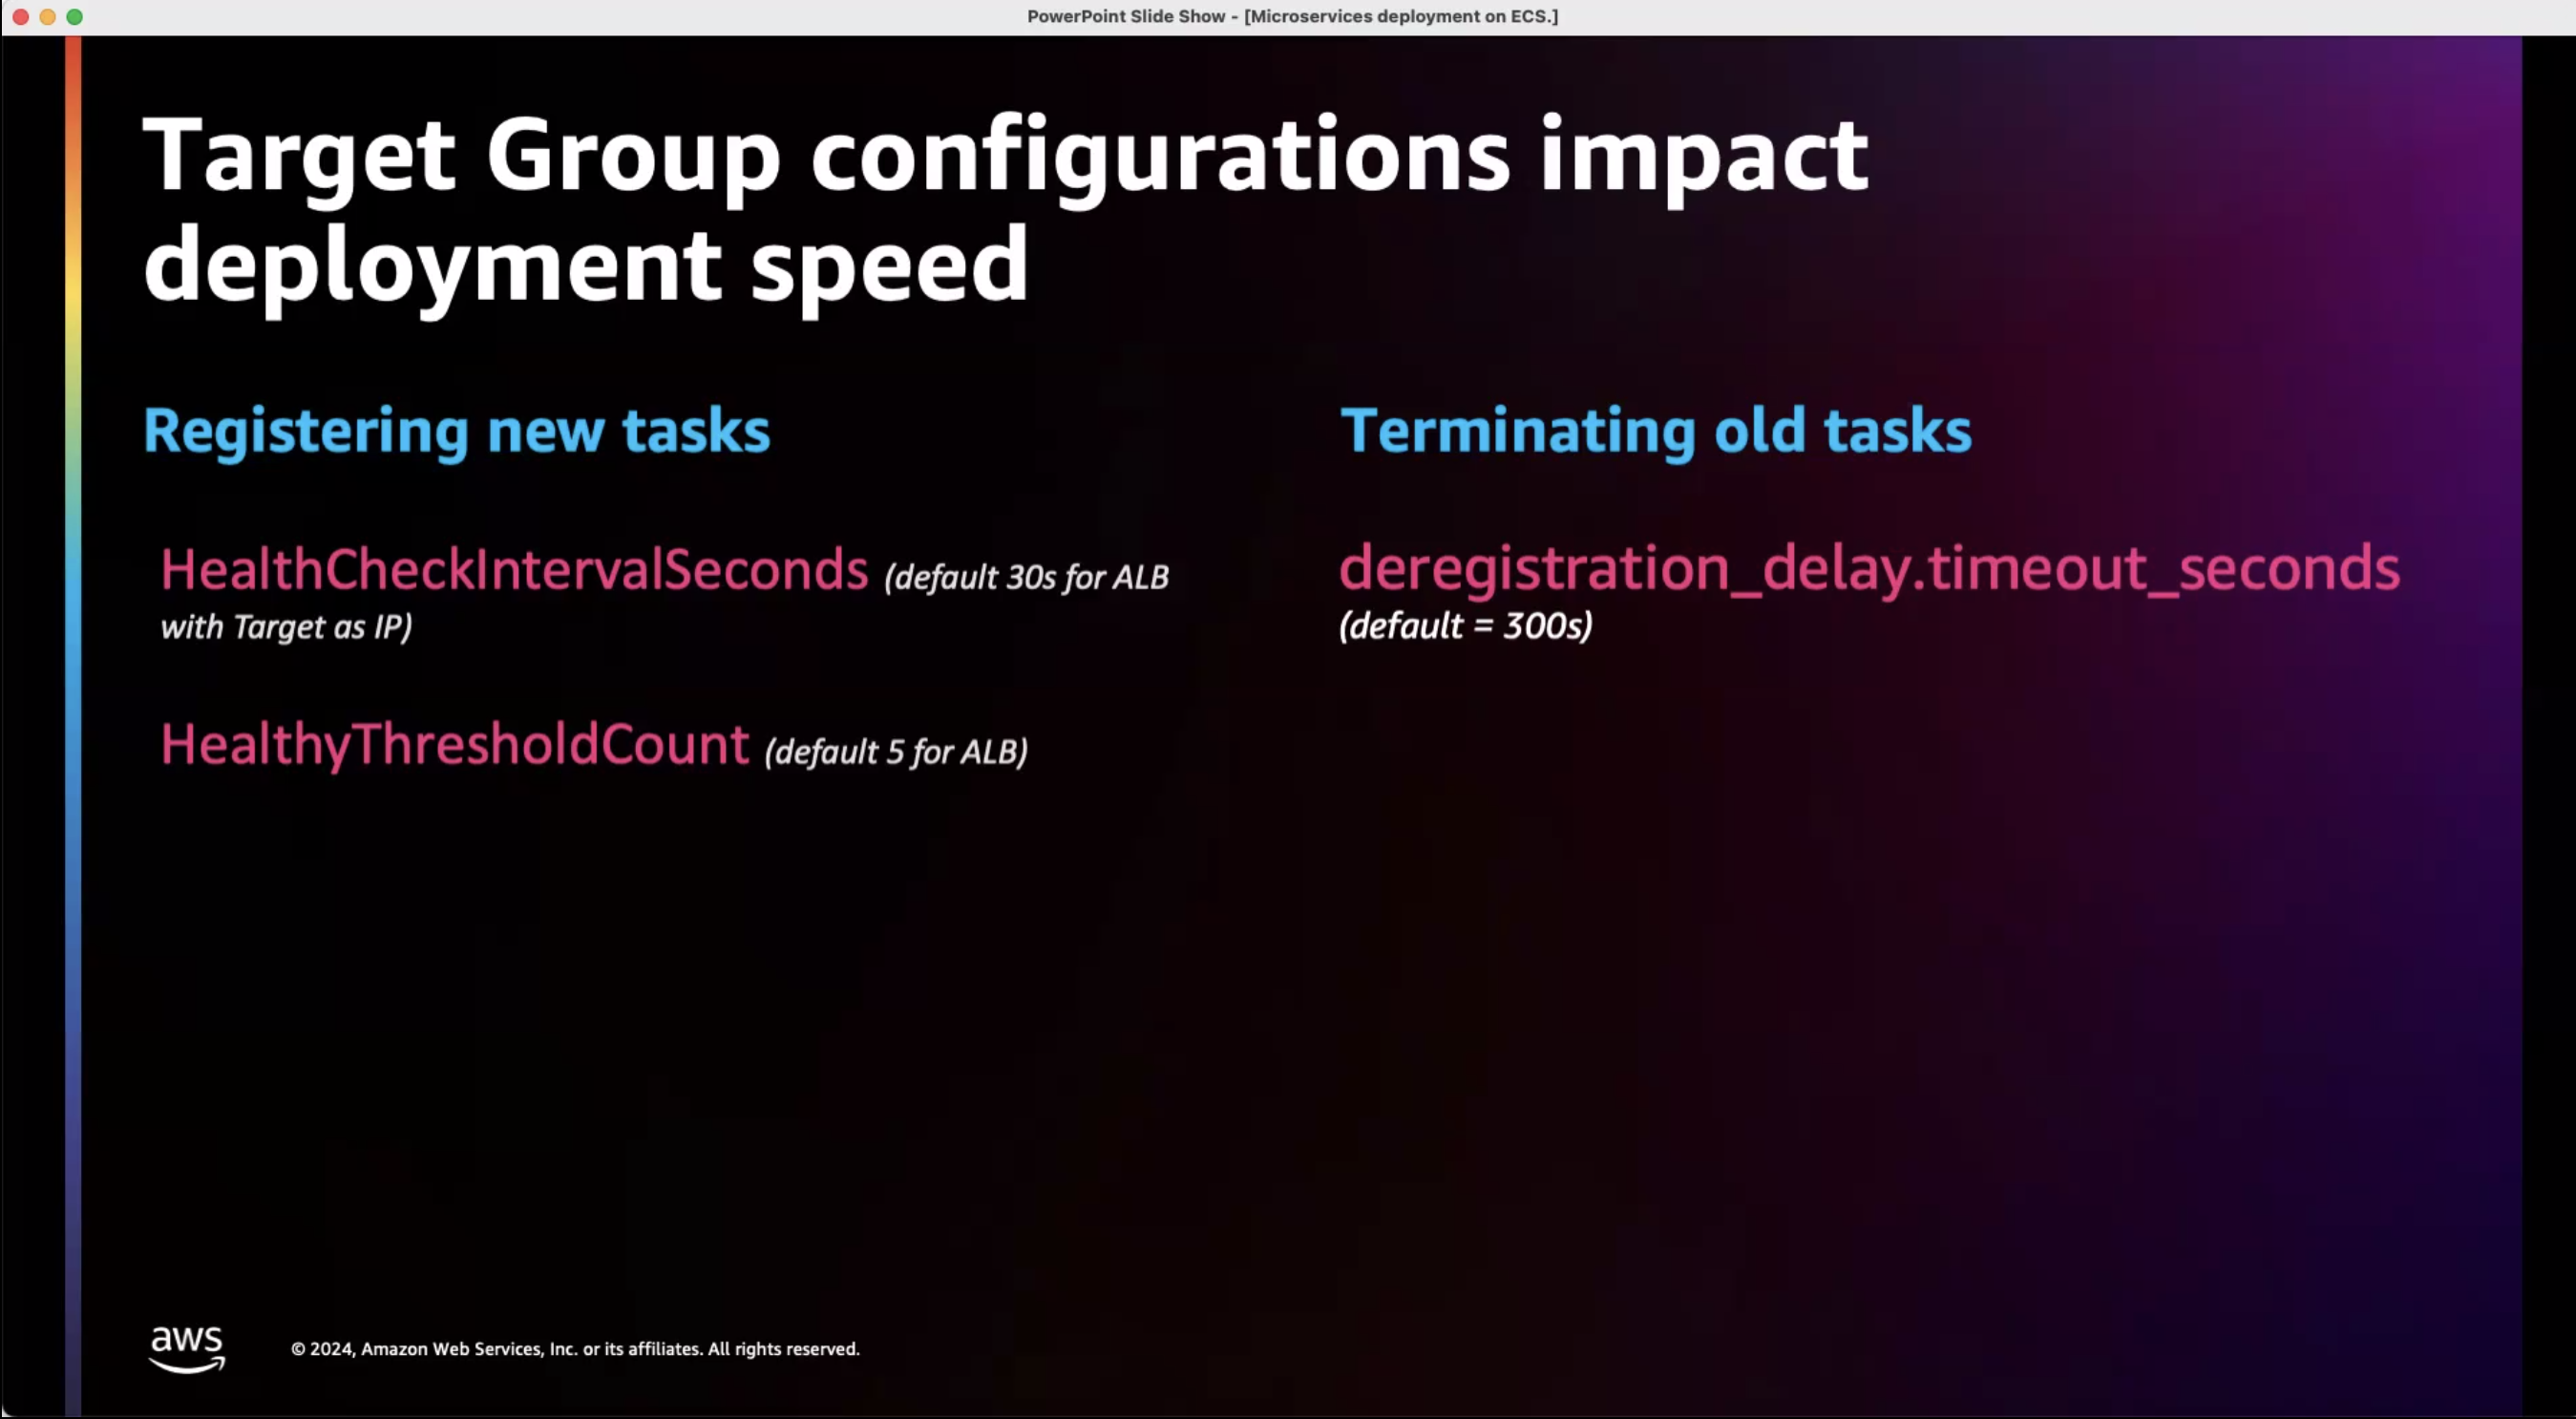 PowerPoint Slide Show - [Microservices deployment on ECS.]
Target Group configurations impact
deployment speed
Registering new tasks
HealthCheckIntervalSeconds (default 30s for ALB
with Target as IP)
HealthyThresholdCount (default 5 for ALB)
Terminating old tasks
deregistration_delay.timeout_seconds
(default = 300s)
aws
© 2024, Amazon Web Services, Inc. or its affiliates. All rights reserved.